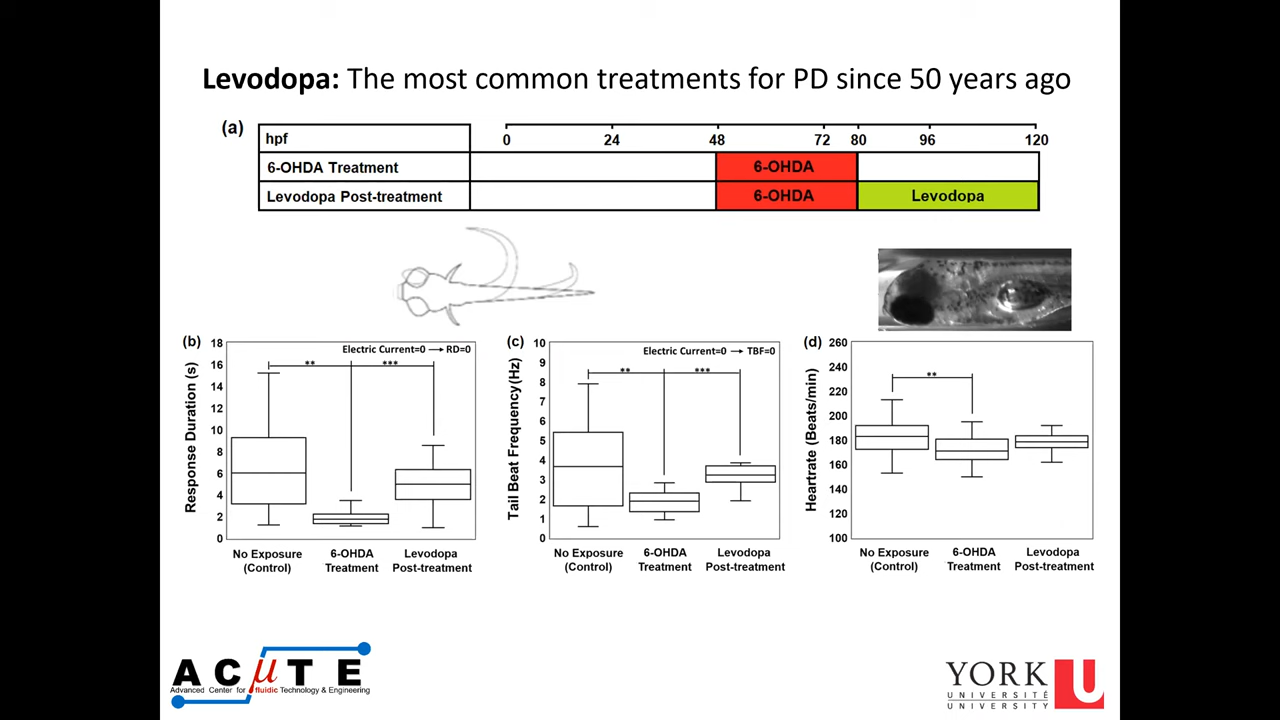 Levodopa: The most common treatments for PD since 50 years ago
(a)
hpf 0 24 48 72 80 96 120
6-OHDA Treatment 6-OHDA
Levodopa Post-treatment 6-OHDA Levodopa
(b)
Response Duration (s)
18
16
14
12
10
8
6
4
2
0
Electric Current=0 → RD=0
** ***
No Exposure (Control)
6-OHDA Treatment
Levodopa Post-treatment
(c)
Tail Beat Frequency (Hz)
10
9
8
7
6
5
4
3
2
1
0
Electric Current=0 → TBF=0
** ***
No Exposure (Control)
6-OHDA Treatment
Levodopa Post-treatment
(d)
Heartrate (Beats/min)
260
240
220
200
180
160
140
120
100
**
No Exposure (Control)
6-OHDA Treatment
Levodopa Post-treatment
ACμTE
Advanced Center for μfluidic Technology & Engineering
YORK U
UNIVERSITÉ
UNIVERSITY